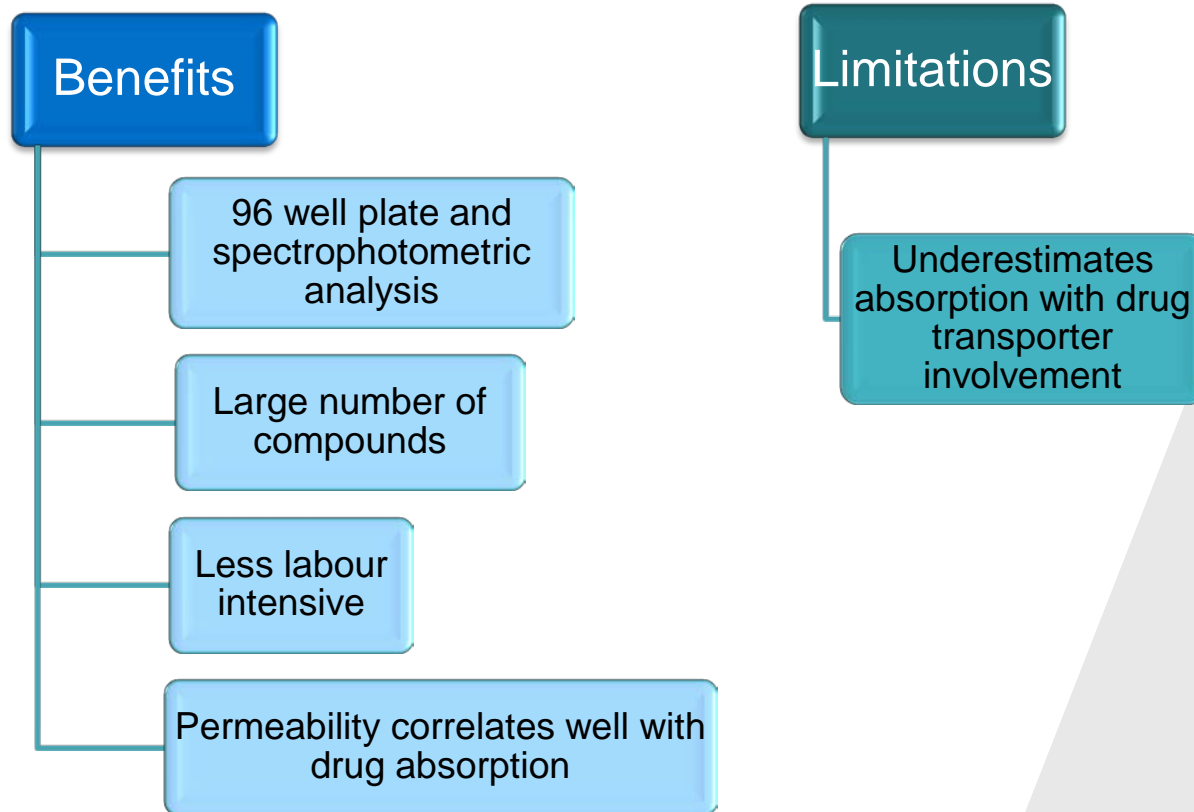 Benefits
96 well plate and
spectrophotometric
analysis
Large number of
compounds
Less labour
intensive
Permeability correlates well with
drug absorption
Limitations
Underestimates
absorption with drug
transporter
involvement